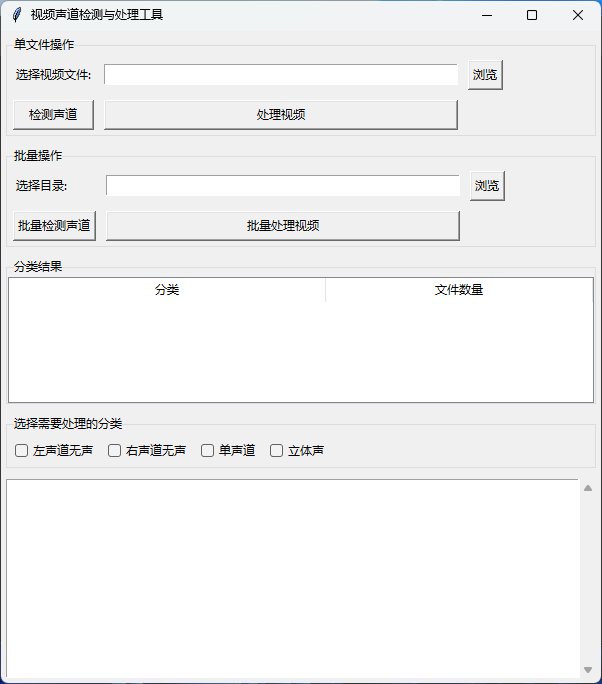 视频声道检测与处理工具
单文件操作
选择视频文件: 浏览
检测声道 处理视频
批量操作
选择目录: 浏览
批量检测声道 批量处理视频
分类结果
分类 文件数量
选择需要处理的分类
左声道无声 右声道无声 单声道 立体声